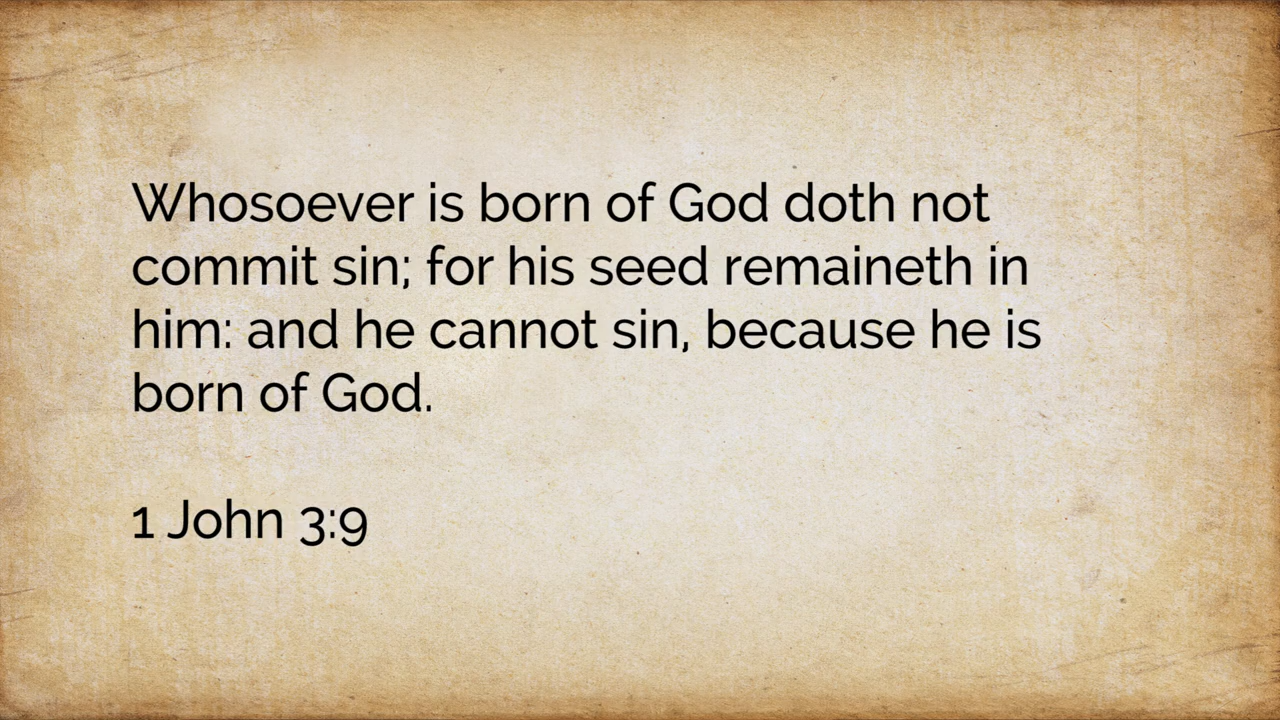 Whosoever is born of God doth not
commit sin; for his seed remaineth in
him: and he cannot sin, because he is
born of God.
1 John 3:9